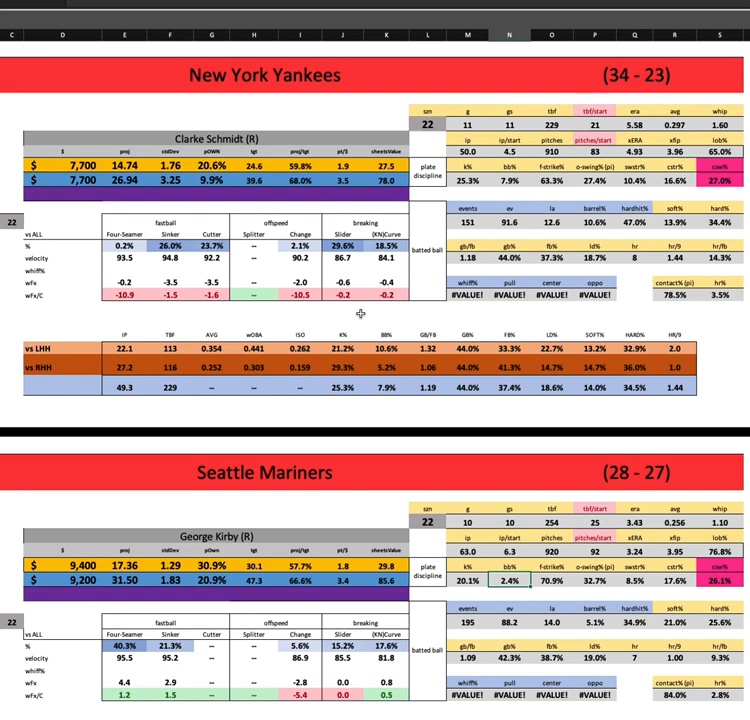 C D E F G H I J K L M N O P Q R S
New York Yankees (34 - 23)
szn g gs tbf tbf/start era avg whip
22 11 11 229 21 5.58 0.297 1.60
Clarke Schmidt (R) ip ip/start pitches pitches/start xERA xfip lob%
$ proj stdDev pOWN tgt proj/tgt pt/$ sheetsValue 50.0 4.5 910 83 4.93 3.96 65.0%
$ 7,700 14.74 1.76 20.6% 24.6 59.8% 1.9 27.5 plate discipline k% bb% f-strike% o-swing% (pi) swstr% cstr% csw%
$ 7,700 26.94 3.25 9.9% 39.6 68.0% 3.5 78.0 25.3% 7.9% 63.3% 27.4% 10.4% 16.6% 27.0%
events ev la barrel% hardhit% soft% hard%
22 fastball offspeed breaking 151 91.6 12.6 10.6% 47.0% 13.9% 34.4%
vs ALL Four-Seamer Sinker Cutter Splitter Change Slider (KN)Curve
% 0.2% 26.0% 23.7% -- 2.1% 29.6% 18.5% batted ball gb/fb gb% fb% ld% hr hr/9 hr/fb
velocity 93.5 94.8 92.2 -- 90.2 86.7 84.1 1.18 44.0% 37.3% 18.7% 8 1.44 14.3%
whiff%
wFx -0.2 -3.5 -3.5 -- -2.0 -0.6 -0.4 whiff% pull center oppo contact% (pi) hr%
wFx/C -10.9 -1.5 -1.6 -- -10.5 -0.2 -0.2 #VALUE! #VALUE! #VALUE! #VALUE! 78.5% 3.5%
IP TBF AVG wOBA ISO K% BB% GB/FB GB% FB% LD% SOFT% HARD% HR/9
vs LHH 22.1 113 0.354 0.441 0.262 21.2% 10.6% 1.32 44.0% 33.3% 22.7% 13.2% 32.9% 2.0
vs RHH 27.2 116 0.252 0.303 0.159 29.3% 5.2% 1.06 44.0% 41.3% 14.7% 14.7% 36.0% 1.0
49.3 229 -- -- -- 25.3% 7.9% 1.19 44.0% 37.4% 18.6% 14.0% 34.5% 1.44
Seattle Mariners (28 - 27)
szn g gs tbf tbf/start era avg whip
22 10 10 254 25 3.43 0.256 1.10
George Kirby (R) ip ip/start pitches pitches/start xERA xfip lob%
$ proj stdDev pOwn tgt proj/tgt pt/$ sheetsValue 63.0 6.3 920 92 3.24 3.95 76.8%
$ 9,400 17.36 1.29 30.9% 30.1 57.7% 1.8 29.8 plate discipline k% bb% f-strike% o-swing% (pi) swstr% cstr% csw%
$ 9,200 31.50 1.83 20.9% 47.3 66.6% 3.4 85.6 20.1% 2.4% 70.9% 32.7% 8.5% 17.6% 26.1%
events ev la barrel% hardhit% soft% hard%
22 fastball offspeed breaking 195 88.2 14.0 5.1% 34.9% 21.0% 25.6%
vs ALL Four-Seamer Sinker Cutter Splitter Change Slider (KN)Curve
% 40.3% 21.3% -- -- 5.6% 15.2% 17.6% batted ball gb/fb gb% fb% ld% hr hr/9 hr/fb
velocity 95.5 95.2 -- -- 86.9 85.5 81.8 1.09 42.3% 38.7% 19.0% 7 1.00 9.3%
whiff%
wFx 4.4 2.9 -- -- -2.8 0.0 0.8 whiff% pull center oppo contact% (pi) hr%
wFx/C 1.2 1.5 -- -- -5.4 0.0 0.5 #VALUE! #VALUE! #VALUE! #VALUE! 84.0% 2.8%